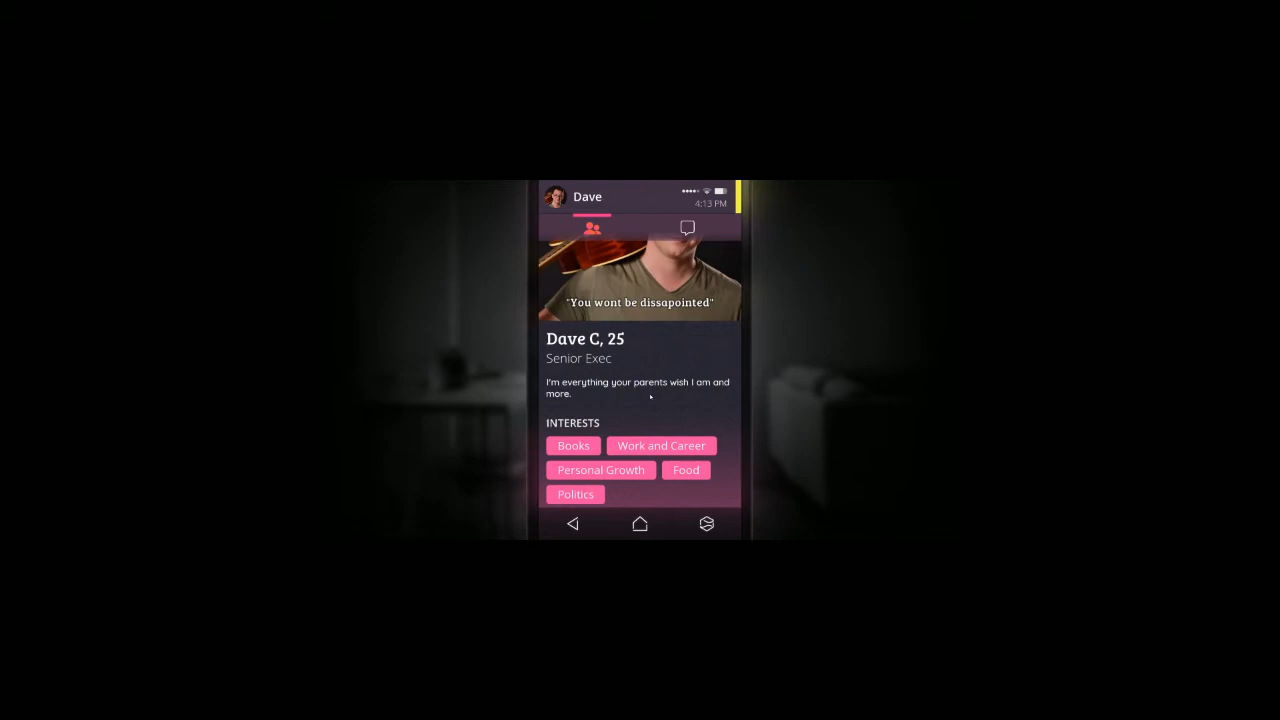 Dave
4:13 PM
"You wont be dissapointed"
Dave C, 25
Senior Exec
I'm everything your parents wish I am and
more.
INTERESTS
Books Work and Career
Personal Growth Food
Politics